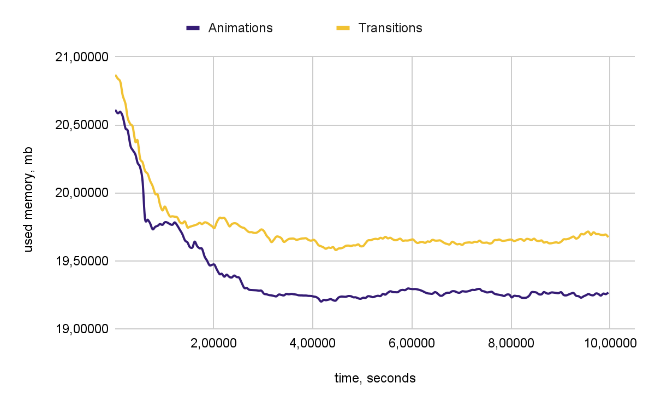 Animations
Transitions
21,00000
20,50000
20,00000
19,50000
19,00000
used memory, mb
2,00000
4,00000
6,00000
8,00000
10,00000
time, seconds